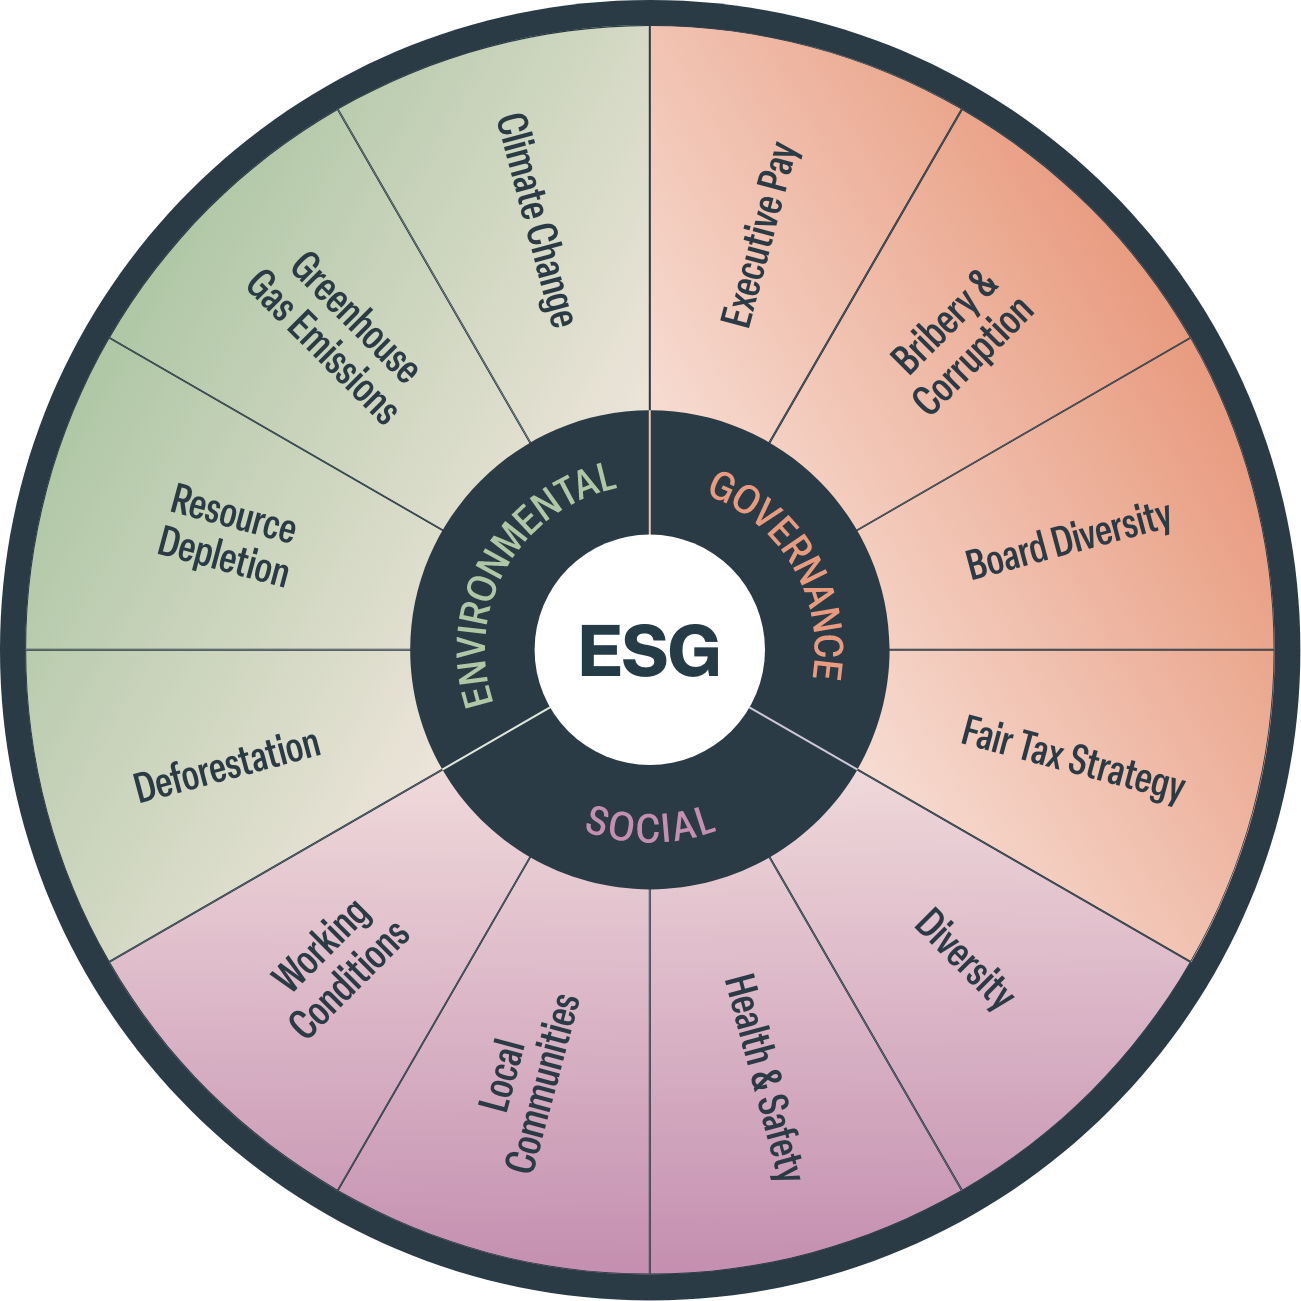 ESG
ENVIRONMENTAL
GOVERNANCE
SOCIAL
Climate Change
Greenhouse
Gas Emissions
Resource
Depletion
Deforestation
Executive Pay
Bribery &
Corruption
Board Diversity
Fair Tax Strategy
Diversity
Health & Safety
Local
Communities
Working
Conditions